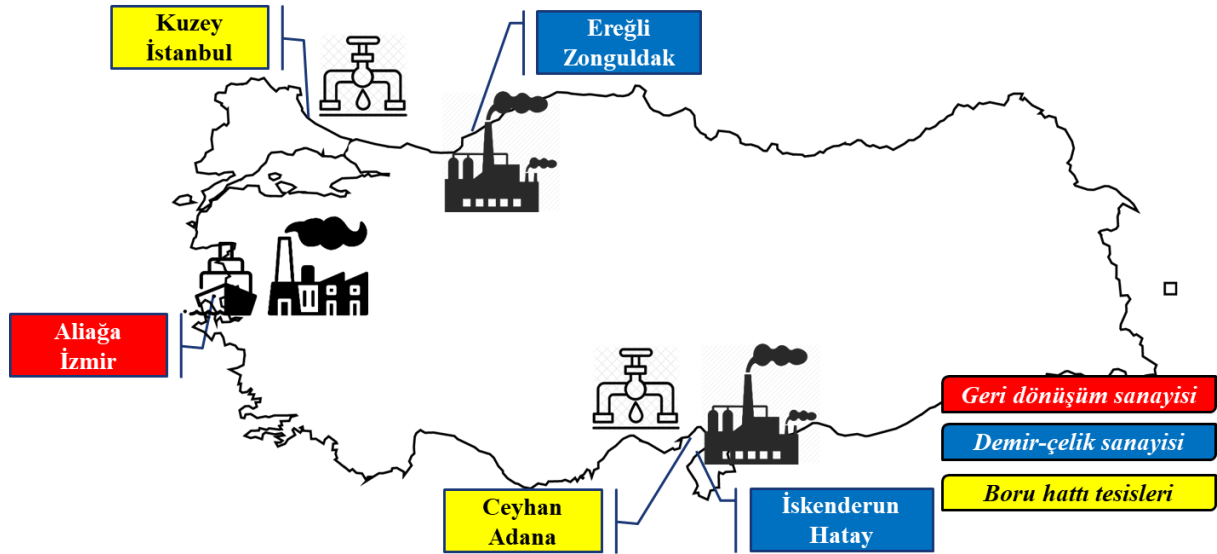 Kuzey
İstanbul
Ereğli
Zonguldak
Aliağa
İzmir
Geri dönüşüm sanayisi
Demir-çelik sanayisi
Boru hattı tesisleri
Ceyhan
Adana
İskenderun
Hatay